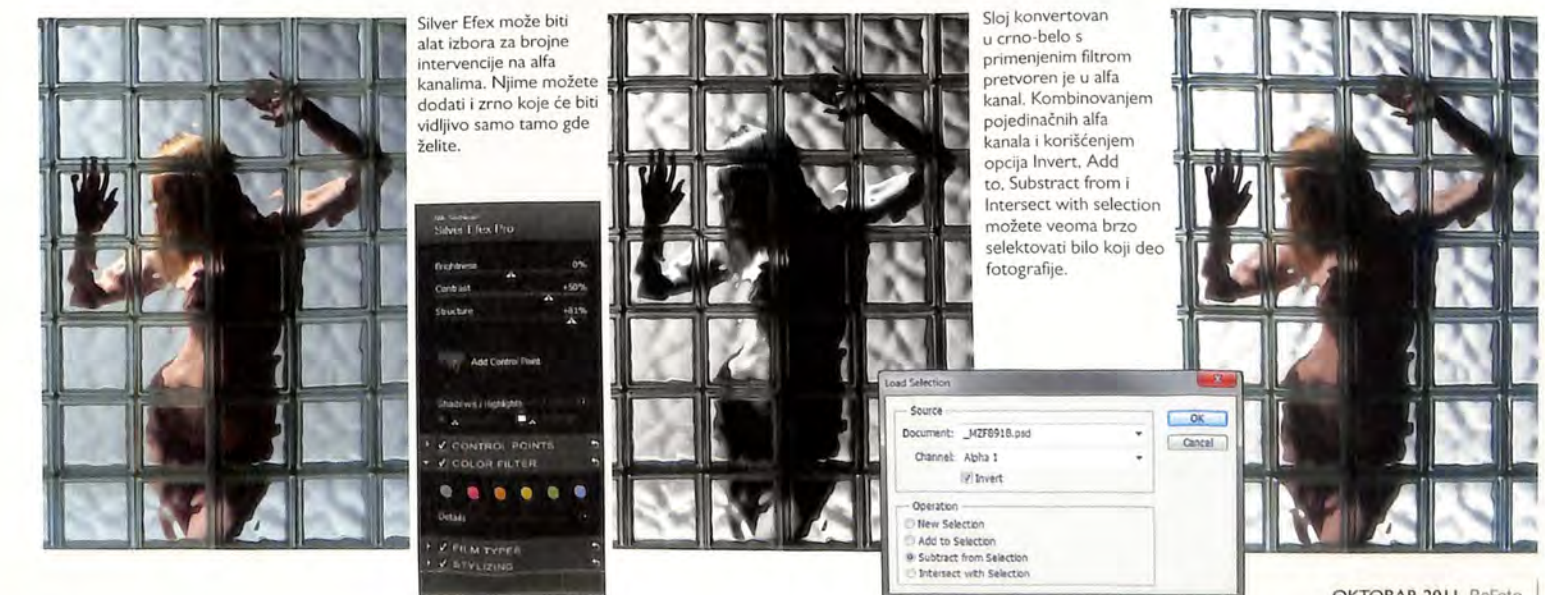 Silver Efex može biti
alat izbora za brojne
intervencije na alfa
kanalima. Njime možete
dodati i zrno koje će biti
vidljivo samo tamo gde
želite.
Silver Efex Pro
Brightness 0%
Contrast +50%
Structure +81%
Add Control Point
Shadows / Highlights
CONTROL POINTS
COLOR FILTER
Details
FILM TYPES
STYLIZING
Sloj konvertovan
u crno-belo s
primenjenim filtrom
pretvoren je u alfa
kanal. Kombinovanjem
pojedinačnih alfa
kanala i korišćenjem
opcija Invert, Add
to, Substract from i
Intersect with selection
možete veoma brzo
selektovati bilo koji deo
fotografije.
Load Selection
Source
Document: _MZF8918.psd
Channel: Alpha 1
Invert
OK
Cancel
Operation
New Selection
Add to Selection
Subtract from Selection
Intersect with Selection
OKTOBAR 2011 ReFoto